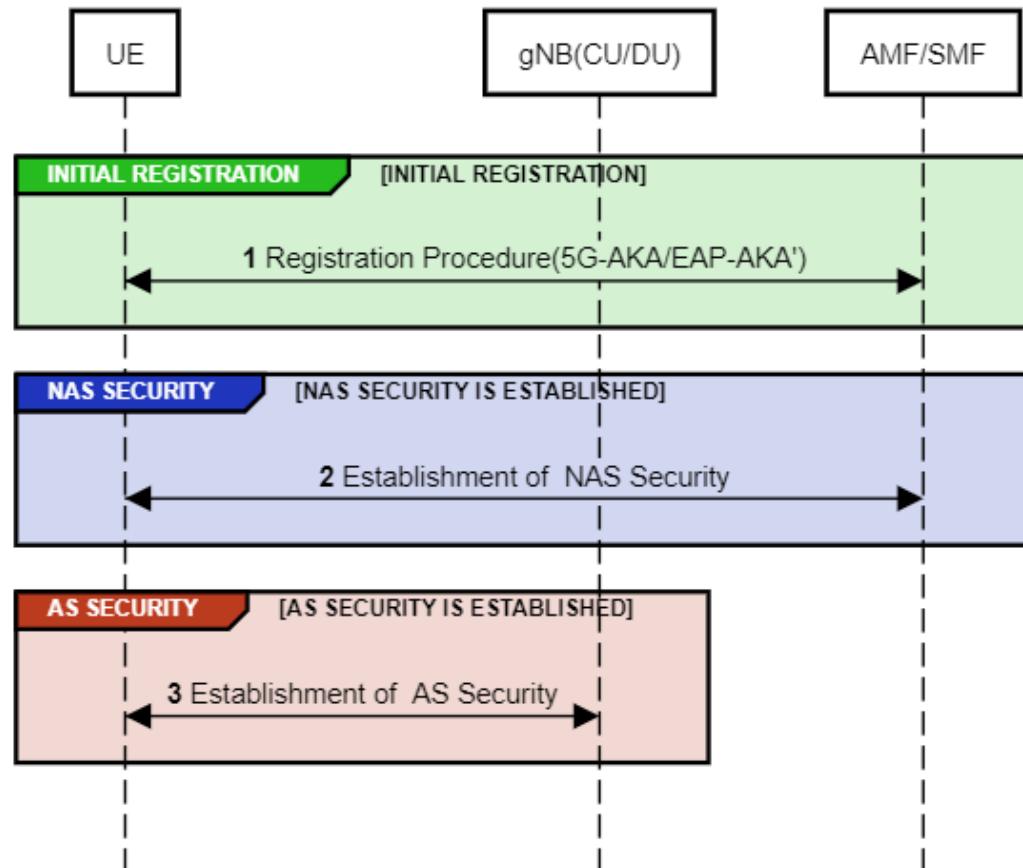 UE gNB(CU/DU) AMF/SMF
INITIAL REGISTRATION [INITIAL REGISTRATION]
1 Registration Procedure(5G-AKA/EAP-AKA')
NAS SECURITY [NAS SECURITY IS ESTABLISHED]
2 Establishment of  NAS Security
AS SECURITY [AS SECURITY IS ESTABLISHED]
3 Establishment of  AS Security